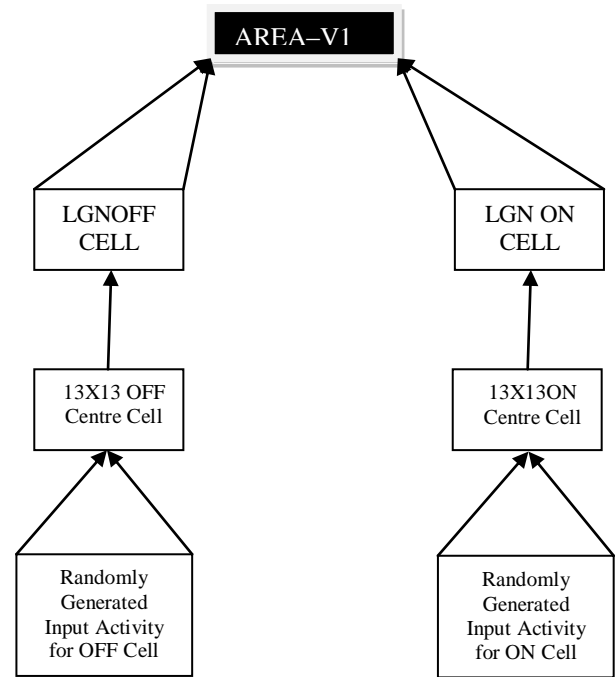 AREA–V1
LGNOFF
CELL
LGN ON
CELL
13X13 OFF
Centre Cell
13X13ON
Centre Cell
Randomly
Generated
Input Activity
for OFF Cell
Randomly
Generated
Input Activity
for ON Cell